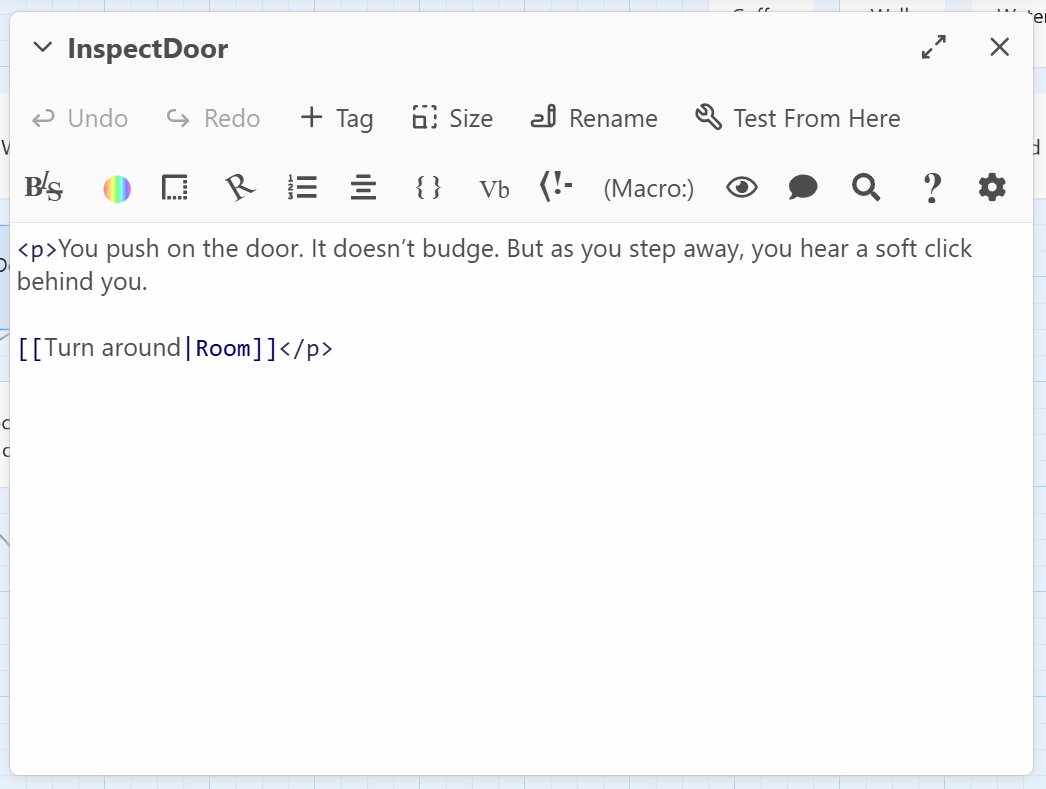 InspectDoor
Undo Redo + Tag Size Rename Test From Here
(Macro:)
<p>You push on the door. It doesn’t budge. But as you step away, you hear a soft click
behind you.
[[Turn around|Room]]</p>